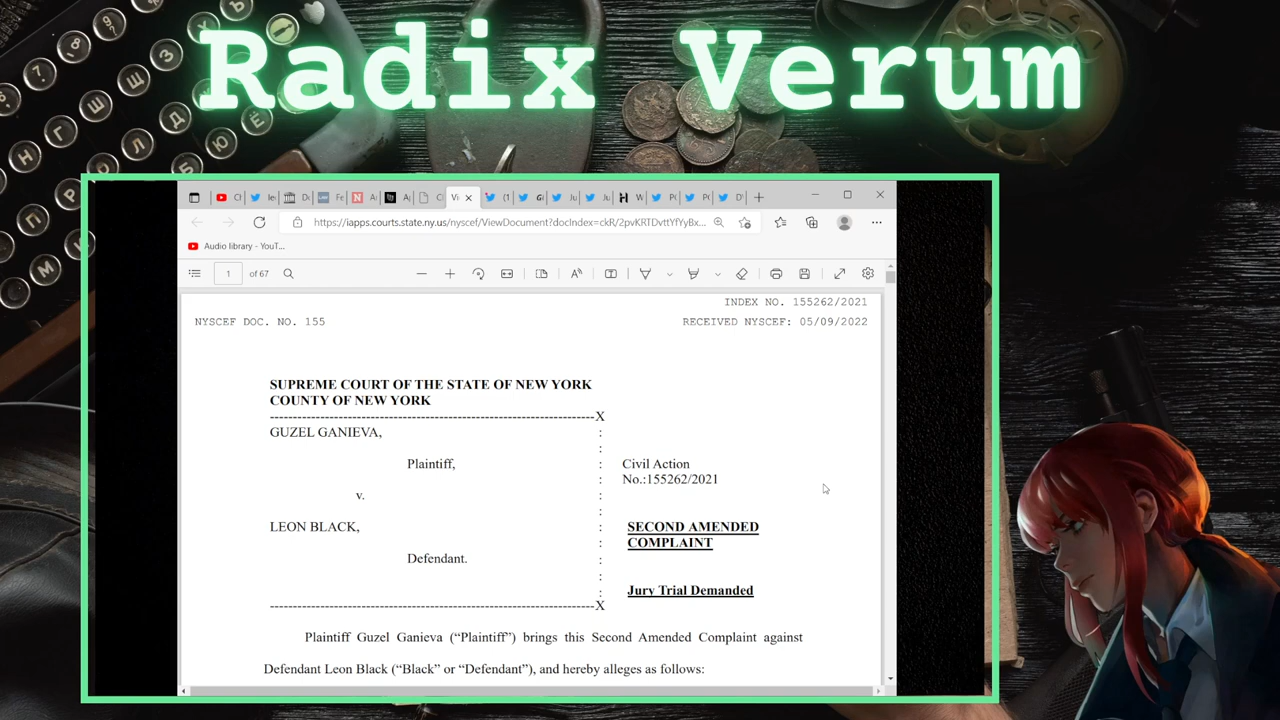 Radix Verum
https://iapps.courts.state.ny.us/nyscef/ViewDocument?docIndex=ckR/2pvKRTDvttYfYyBx...
Audio library - YouT...
1 of 67
INDEX NO. 155262/2021
NYSCEF DOC. NO. 155
RECEIVED NYSCEF: 05/09/2022
SUPREME COURT OF THE STATE OF NEW YORK
COUNTY OF NEW YORK
-----------------------------------------------------------------------X
GUZEL GANIEVA,
Plaintiff,
v.
LEON BLACK,
Defendant.
-----------------------------------------------------------------------X
Civil Action
No.:155262/2021
SECOND AMENDED
COMPLAINT
Jury Trial Demanded
Plaintiff Guzel Ganieva (“Plaintiff”) brings this Second Amended Complaint against
Defendant Leon Black (“Black” or “Defendant”), and hereby alleges as follows: